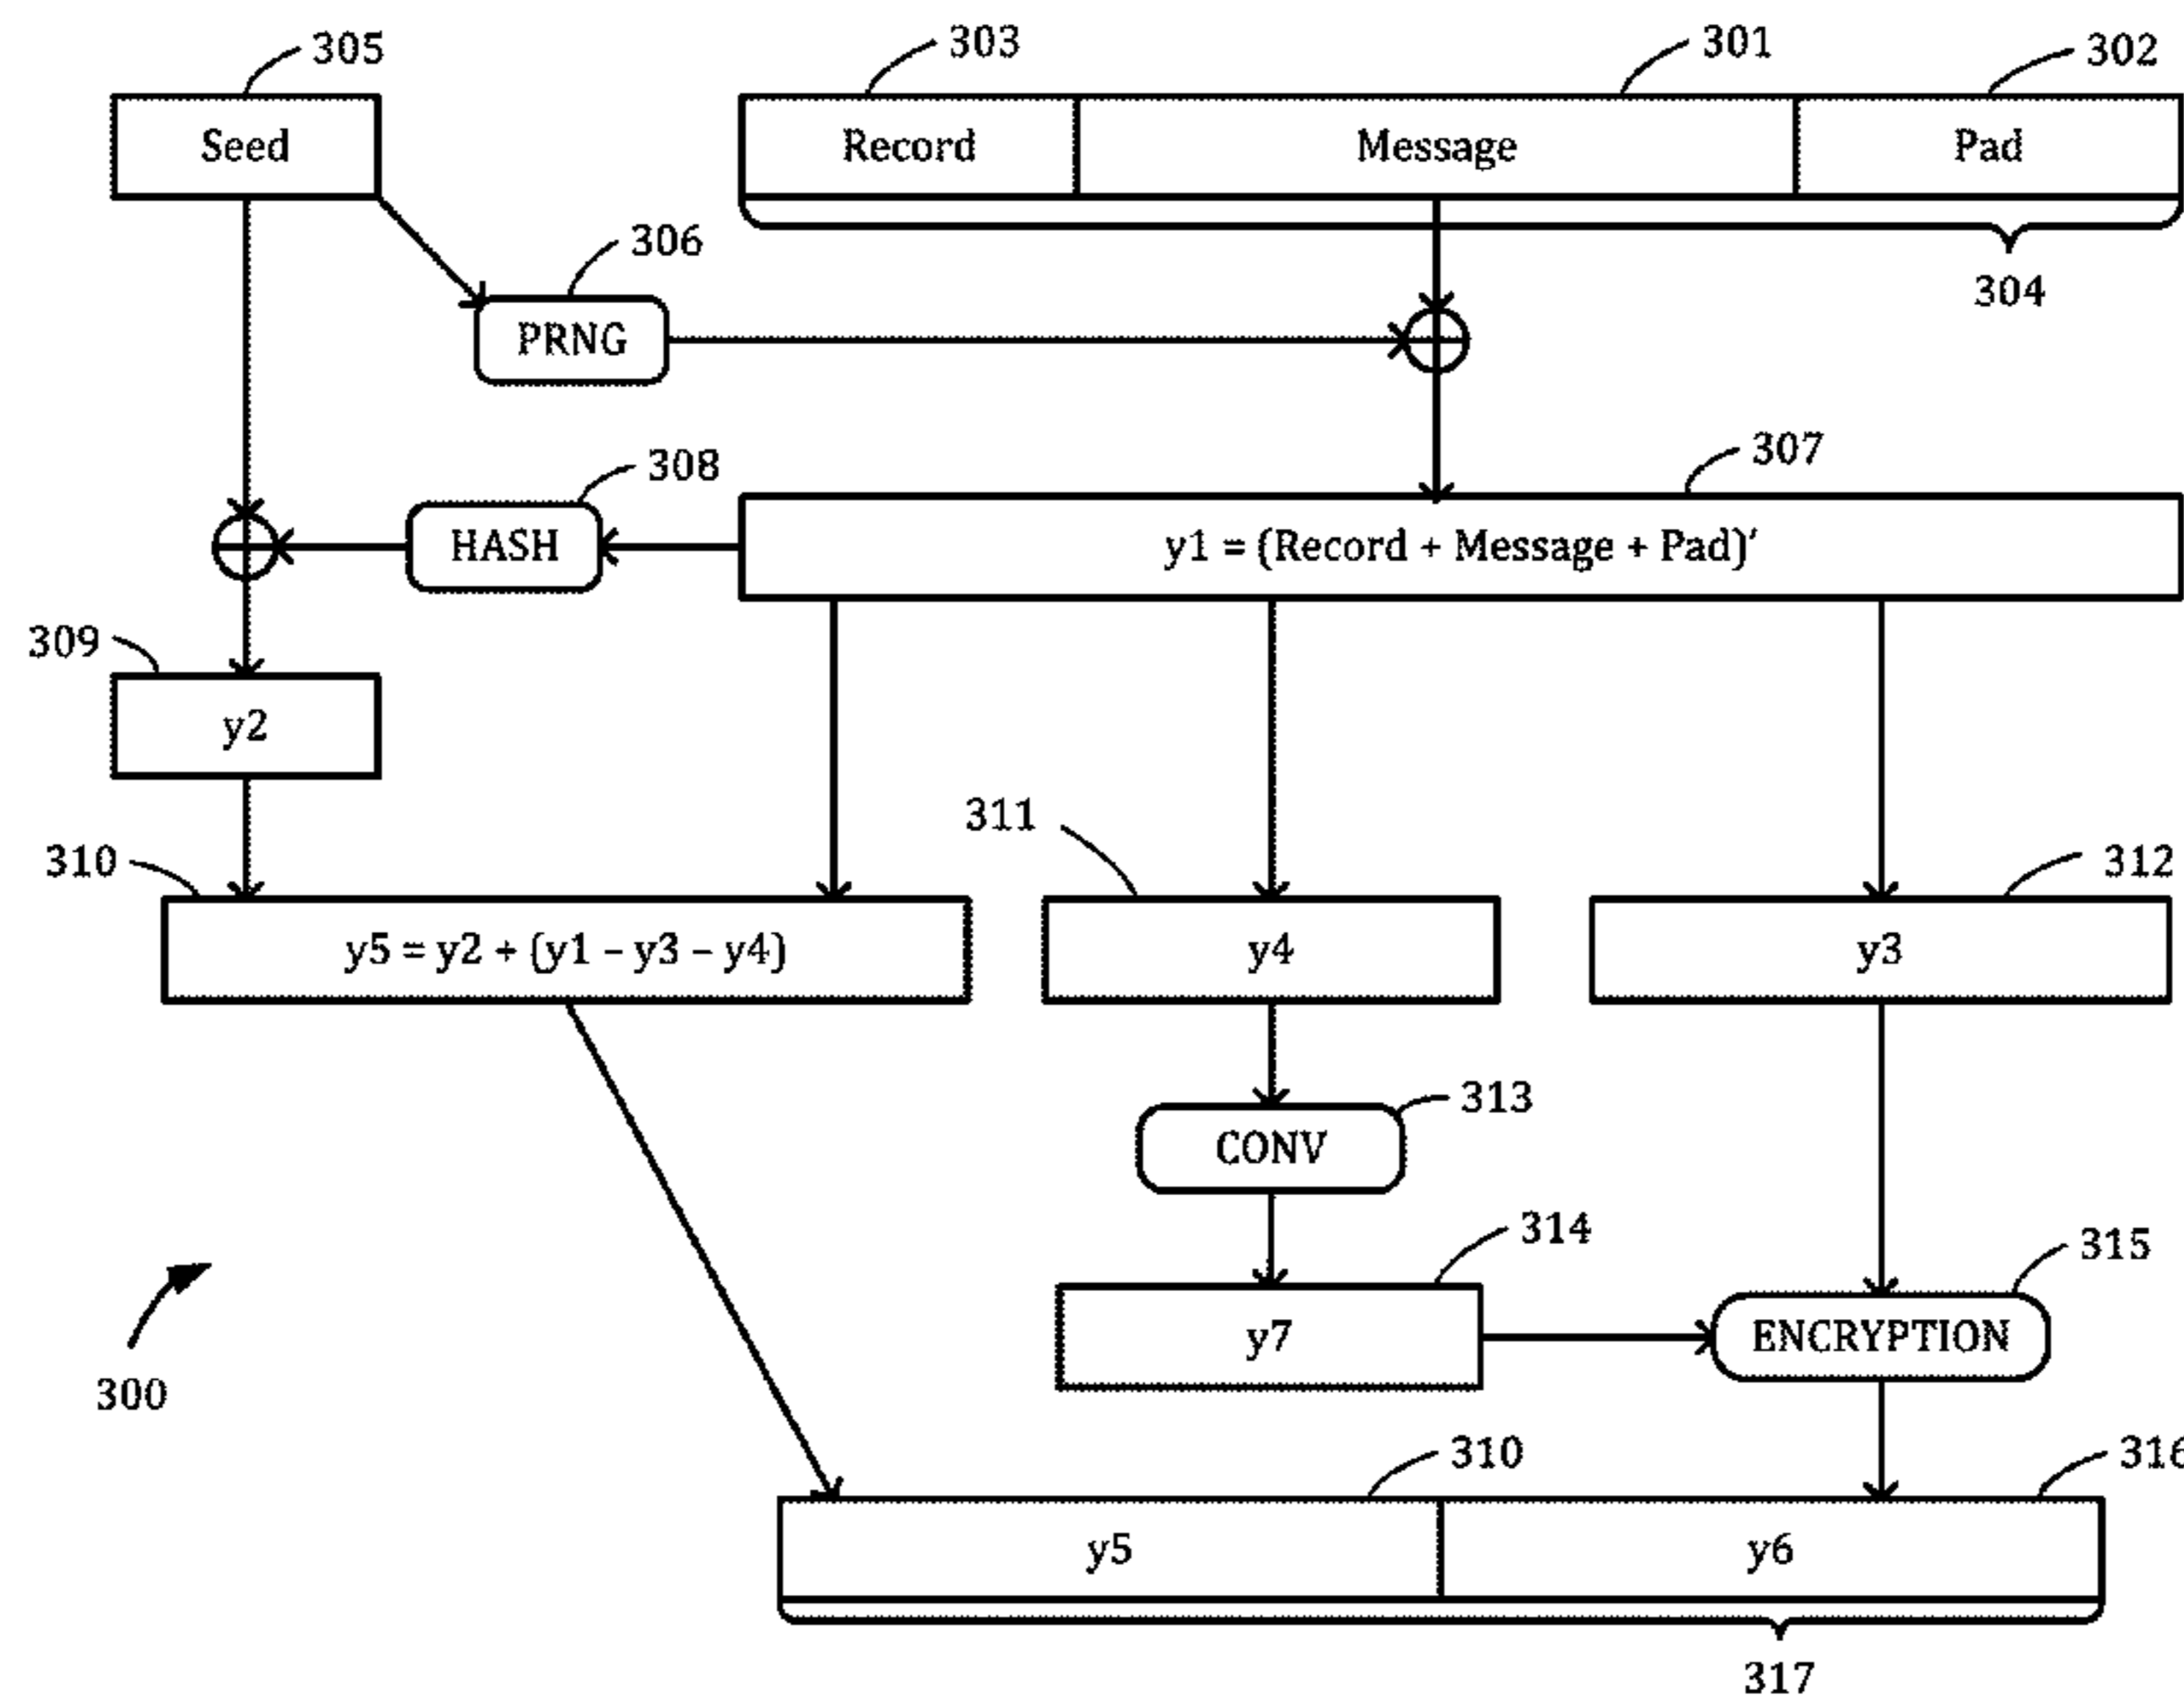 305
303
301
302
Seed
Record
Message
Pad
306
304
PRNG
307
308
HASH
y1 = (Record + Message + Pad)′
309
y2
311
310
312
y5 = y2 + (y1 – y3 – y4)
y4
y3
313
CONV
314
315
y7
ENCRYPTION
300
310
316
y5
y6
317